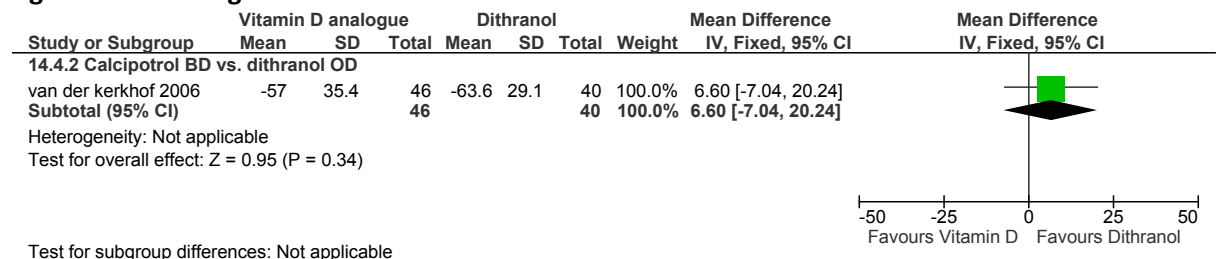 Vitamin D analogue Dithranol Mean Difference Mean Difference
Study or Subgroup Mean SD Total Mean SD Total Weight IV, Fixed, 95% CI IV, Fixed, 95% CI
14.4.2 Calcipotrol BD vs. dithranol OD
van der kerkhof 2006 -57 35.4 46 -63.6 29.1 40 100.0% 6.60 [-7.04, 20.24]
Subtotal (95% CI) 46 40 100.0% 6.60 [-7.04, 20.24]
Heterogeneity: Not applicable
Test for overall effect: Z = 0.95 (P = 0.34)
-50 -25 0 25 50
Favours Vitamin D Favours Dithranol
Test for subgroup differences: Not applicable